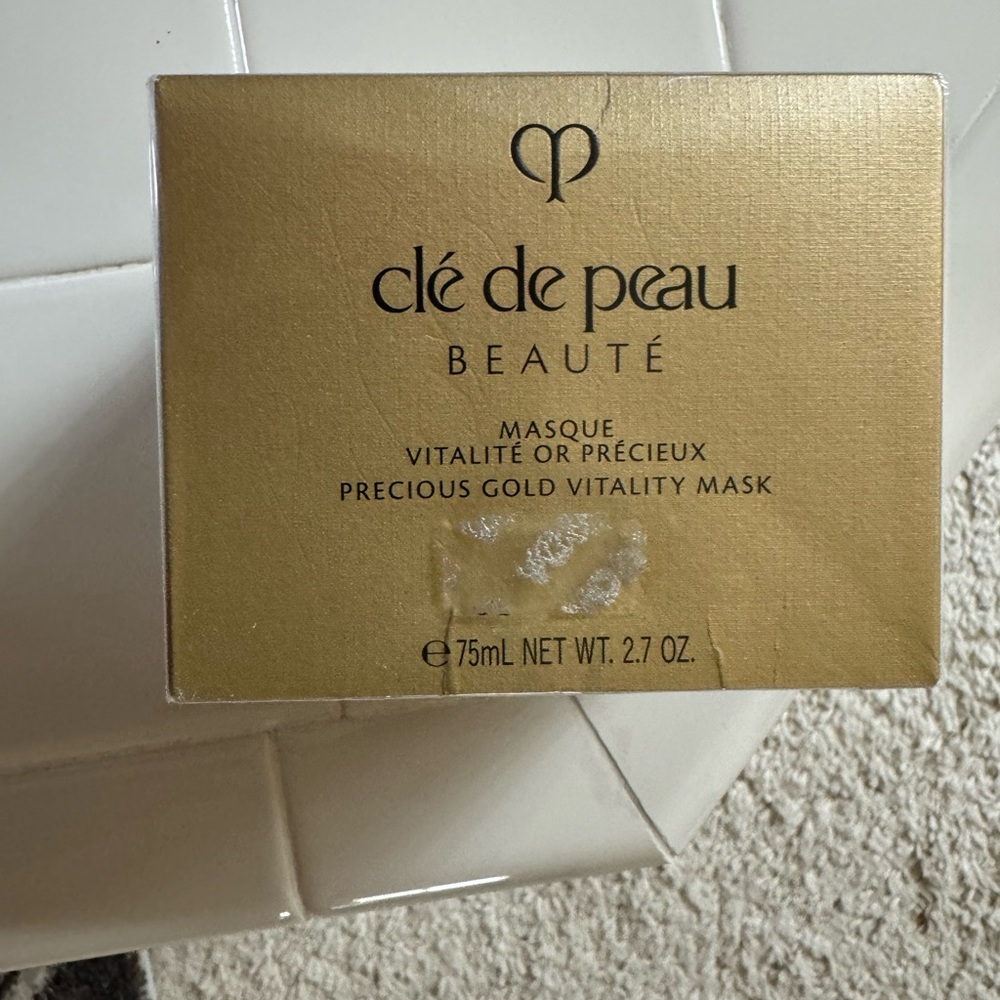 clé de peau
BEAUTÉ
MASQUE
VITALITÉ OR PRÉCIEUX
PRECIOUS GOLD VITALITY MASK
℮ 75mL NET WT. 2.7 OZ.